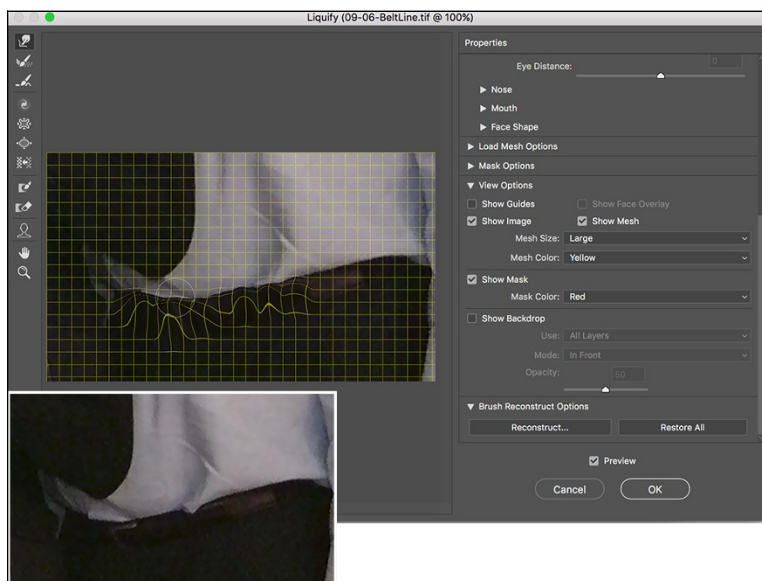 Liquify (09-06-BeltLine.tif @ 100%)
Properties
Eye Distance: 0
Nose
Mouth
Face Shape
Load Mesh Options
Mask Options
View Options
Show Guides Show Face Overlay
Show Image Show Mesh
Mesh Size: Large
Mesh Color: Yellow
Show Mask
Mask Color: Red
Show Backdrop
Use: All Layers
Mode: In Front
Opacity: 50
Brush Reconstruct Options
Reconstruct... Restore All
Preview
Cancel OK